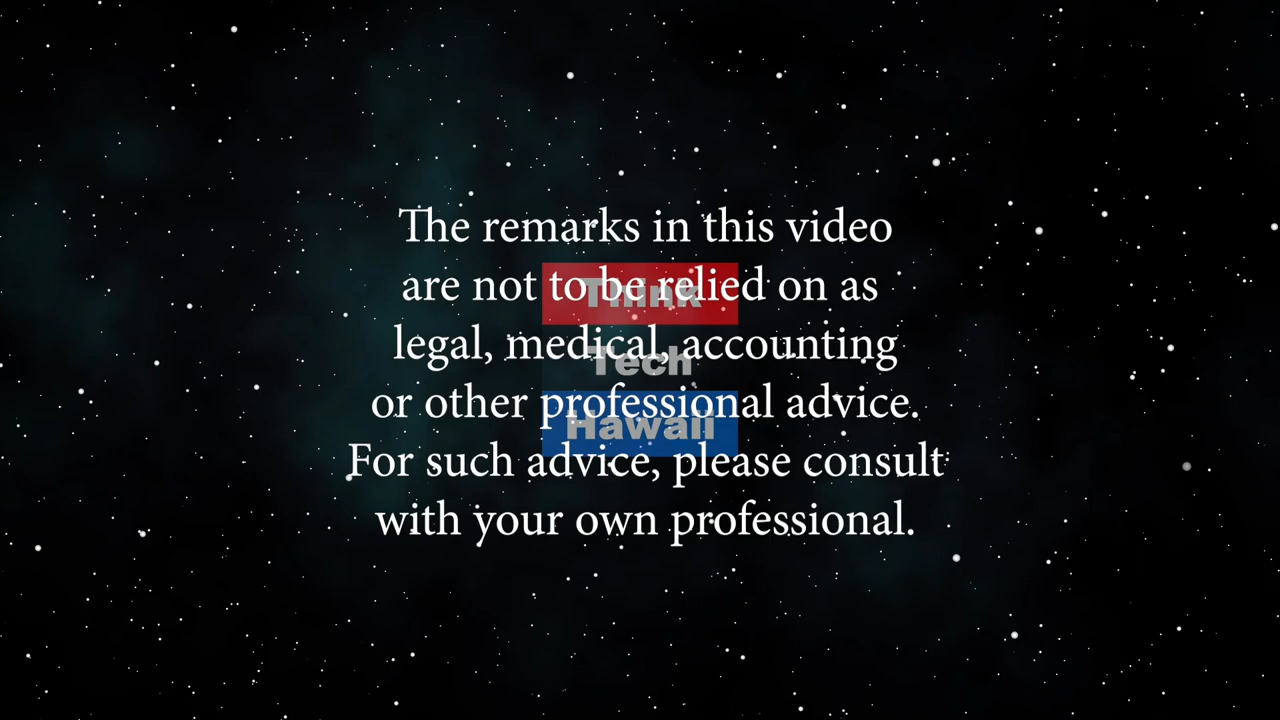 The remarks in this video
are not to be relied on as
legal, medical, accounting
or other professional advice.
For such advice, please consult
with your own professional.
Think
Tech
Hawaii